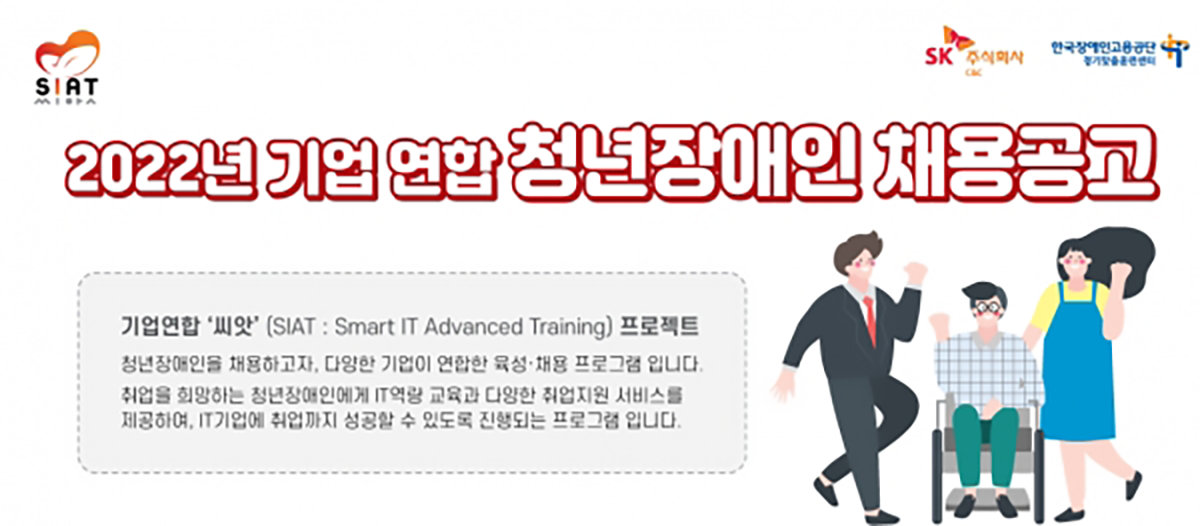 SIAT
씨앗
SK 주식회사
C&C
한국장애인고용공단
경기맞춤훈련센터
2022년 기업 연합 청년장애인 채용공고
기업연합 ‘씨앗’ (SIAT : Smart IT Advanced Training) 프로젝트
청년장애인을 채용하고자, 다양한 기업이 연합한 육성·채용 프로그램 입니다.
취업을 희망하는 청년장애인에게 IT역량 교육과 다양한 취업지원 서비스를
제공하여, IT기업에 취업까지 성공할 수 있도록 진행되는 프로그램 입니다.